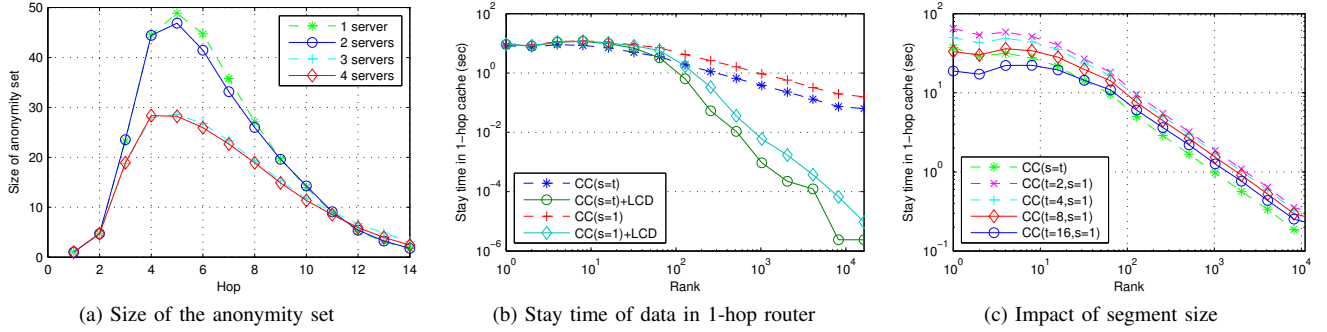 50
40
30
20
10
0
Size of anonymity set
0 2 4 6 8 10 12 14
Hop
1 server
2 servers
3 servers
4 servers
(a) Size of the anonymity set
10^2
10^0
10^-2
10^-4
10^-6
Stay time in 1-hop cache (sec)
10^0 10^1 10^2 10^3 10^4
Rank
CC(s=t)
CC(s=t)+LCD
CC(s=1)
CC(s=1)+LCD
(b) Stay time of data in 1-hop router
10^2
10^1
10^0
10^-1
Stay time in 1-hop cache (sec)
10^0 10^1 10^2 10^3 10^4
Rank
CC(s=t)
CC(t=2,s=1)
CC(t=4,s=1)
CC(t=8,s=1)
CC(t=16,s=1)
(c) Impact of segment size